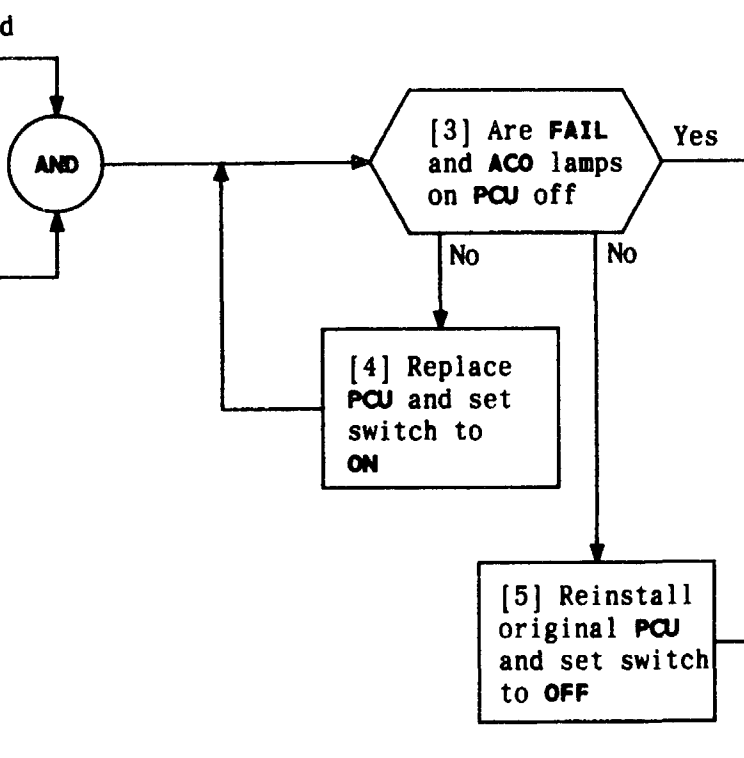 d
AND
[3] Are FAIL
and ACO lamps
on PCU off
Yes
No
No
[4] Replace
PCU and set
switch to
ON
[5] Reinstall
original PCU
and set switch
to OFF